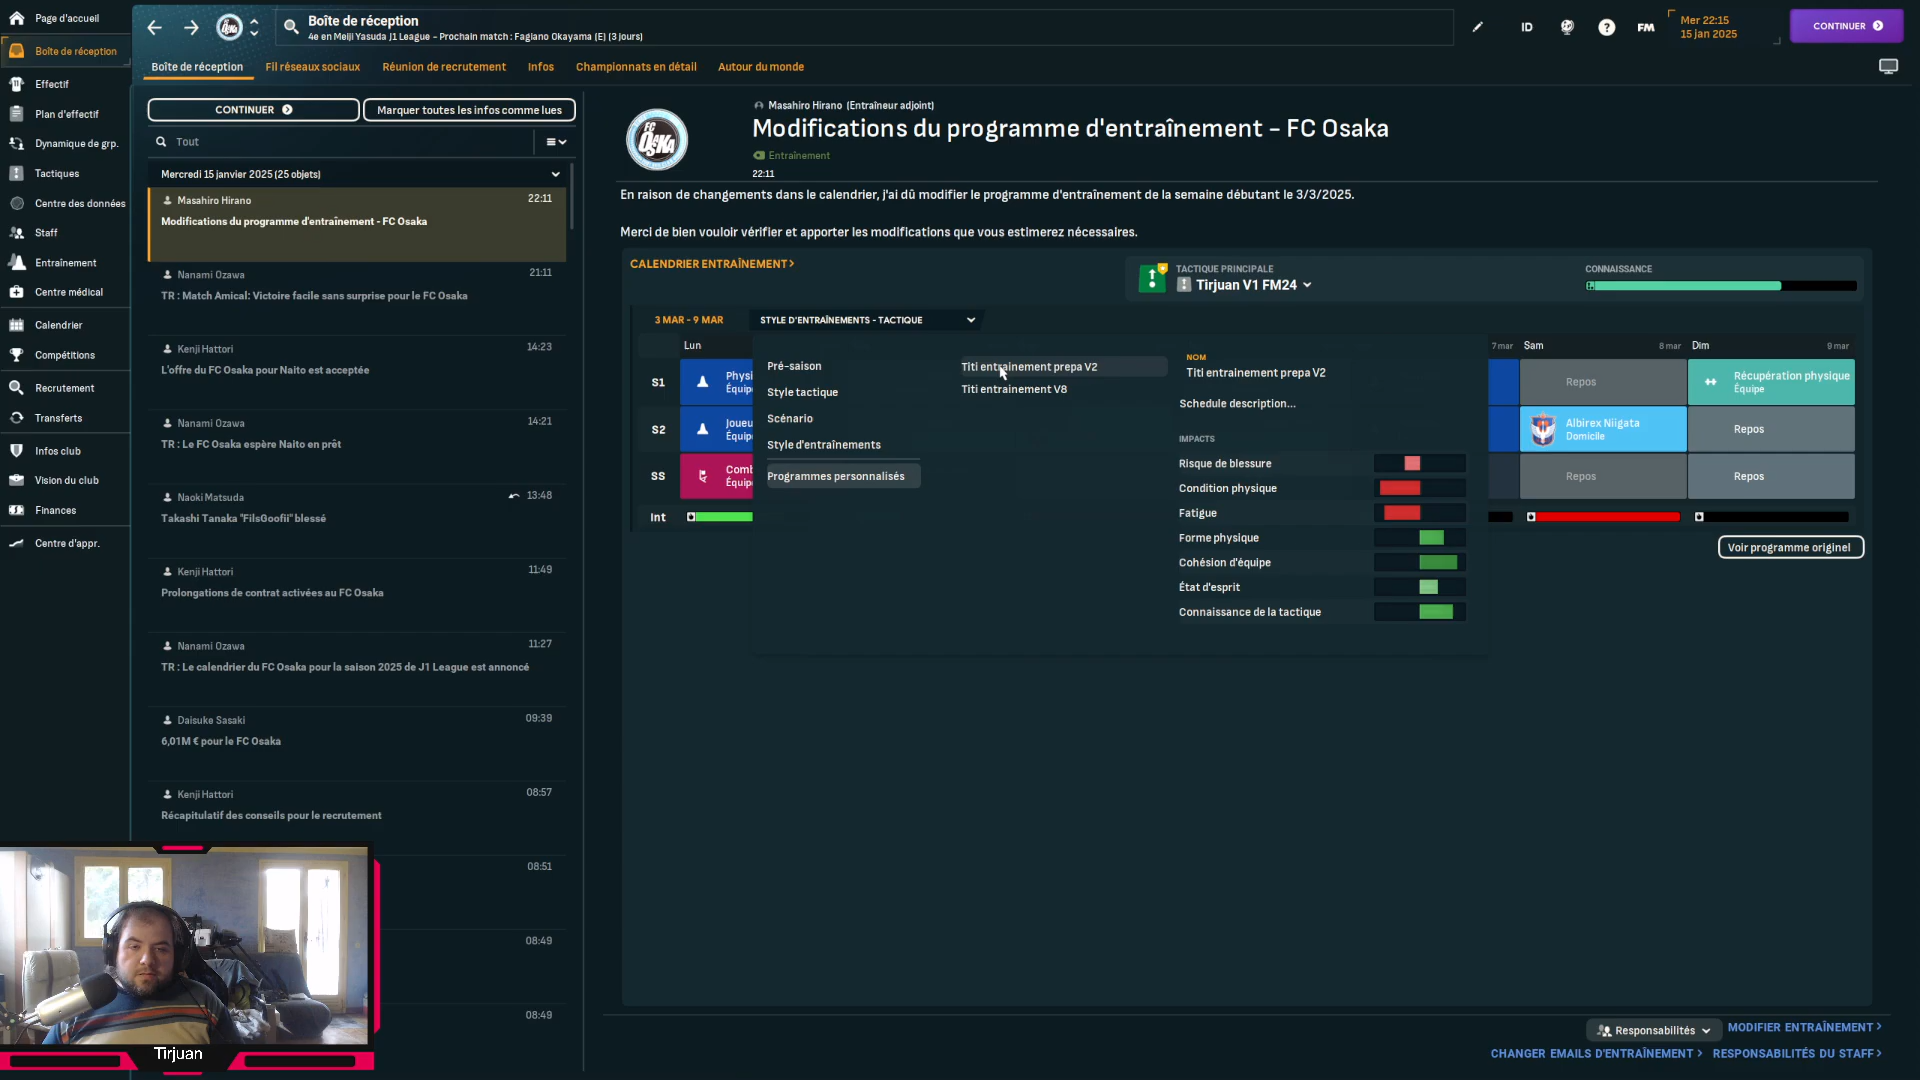 Page d'accueil
Boîte de réception
Effectif
Plan d'effectif
Dynamique de grp.
Tactiques
Centre des données
Staff
Entraînement
Centre médical
Calendrier
Compétitions
Recrutement
Transferts
Infos club
Vision du club
Finances
Centre d'appr.
Boîte de réception
4e en Meiji Yasuda J1 League - Prochain match : Fagiano Okayama (E) (3 jours)
ID
FM
Mer 22:15
15 jan 2025
CONTINUER
Boîte de réception
Fil réseaux sociaux
Réunion de recrutement
Infos
Championnats en détail
Autour du monde
CONTINUER
Marquer toutes les infos comme lues
Tout
Mercredi 15 janvier 2025 (25 objets)
Masahiro Hirano 22:11
Modifications du programme d'entraînement - FC Osaka
Nanami Ozawa 21:11
TR : Match Amical: Victoire facile sans surprise pour le FC Osaka
Kenji Hattori 14:23
L'offre du FC Osaka pour Naito est acceptée
Nanami Ozawa 14:21
TR : Le FC Osaka espère Naito en prêt
Naoki Matsuda 13:48
Takashi Tanaka "FilsGoofii" blessé
Kenji Hattori 11:49
Prolongations de contrat activées au FC Osaka
Nanami Ozawa 11:27
TR : Le calendrier du FC Osaka pour la saison 2025 de J1 League est annoncé
Daisuke Sasaki 09:39
6,01M € pour le FC Osaka
Kenji Hattori 08:57
Récapitulatif des conseils pour le recrutement
08:51
08:49
08:49
Tirjuan
FC OSAKA
Masahiro Hirano (Entraîneur adjoint)
Modifications du programme d'entraînement - FC Osaka
Entraînement
22:11
En raison de changements dans le calendrier, j'ai dû modifier le programme d'entraînement de la semaine débutant le 3/3/2025.
Merci de bien vouloir vérifier et apporter les modifications que vous estimerez nécessaires.
CALENDRIER ENTRAÎNEMENT
TACTIQUE PRINCIPALE
Tirjuan V1 FM24
CONNAISSANCE
3 MAR - 9 MAR
STYLE D'ENTRAÎNEMENTS - TACTIQUE
Lun
7 mar
Sam 8 mar
Dim 9 mar
S1
Physi
Équipe
S2
Joueu
Équipe
SS
Comb
Équipe
Int
Pré-saison
Style tactique
Scénario
Style d'entraînements
Programmes personnalisés
Titi entrainement prepa V2
Titi entrainement V8
NOM
Titi entrainement prepa V2
Schedule description...
IMPACTS
Risque de blessure
Condition physique
Fatigue
Forme physique
Cohésion d'équipe
État d'esprit
Connaissance de la tactique
Repos
Récupération physique
Équipe
Albirex Niigata
Domicile
Repos
Repos
Repos
Voir programme originel
Responsabilités
MODIFIER ENTRAÎNEMENT
CHANGER EMAILS D'ENTRAÎNEMENT
RESPONSABILITÉS DU STAFF